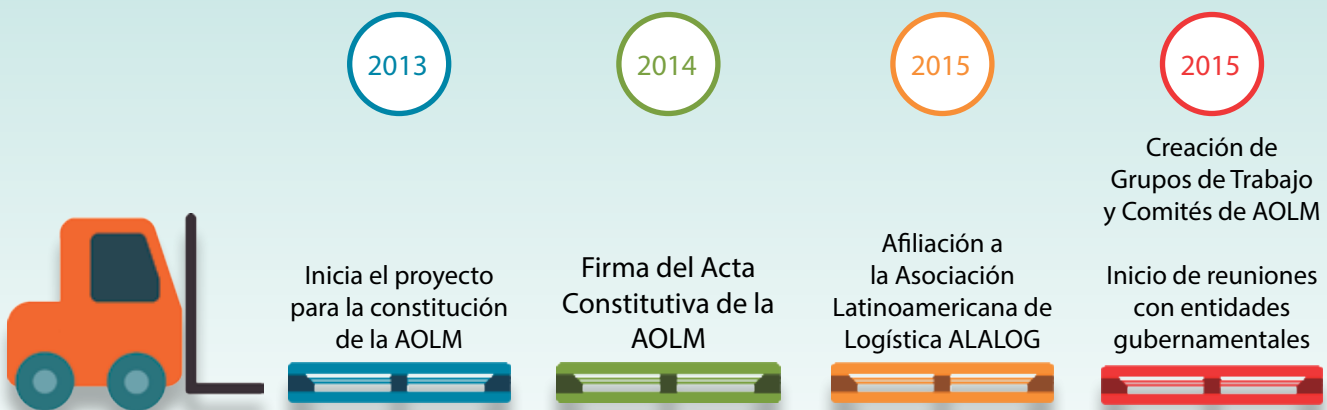 2013
Inicia el proyecto
para la constitución
de la AOLM
2014
Firma del Acta
Constitutiva de la
AOLM
2015
Afiliación a
la Asociación
Latinoamericana de
Logística ALALOG
2015
Creación de
Grupos de Trabajo
y Comités de AOLM
Inicio de reuniones
con entidades
gubernamentales